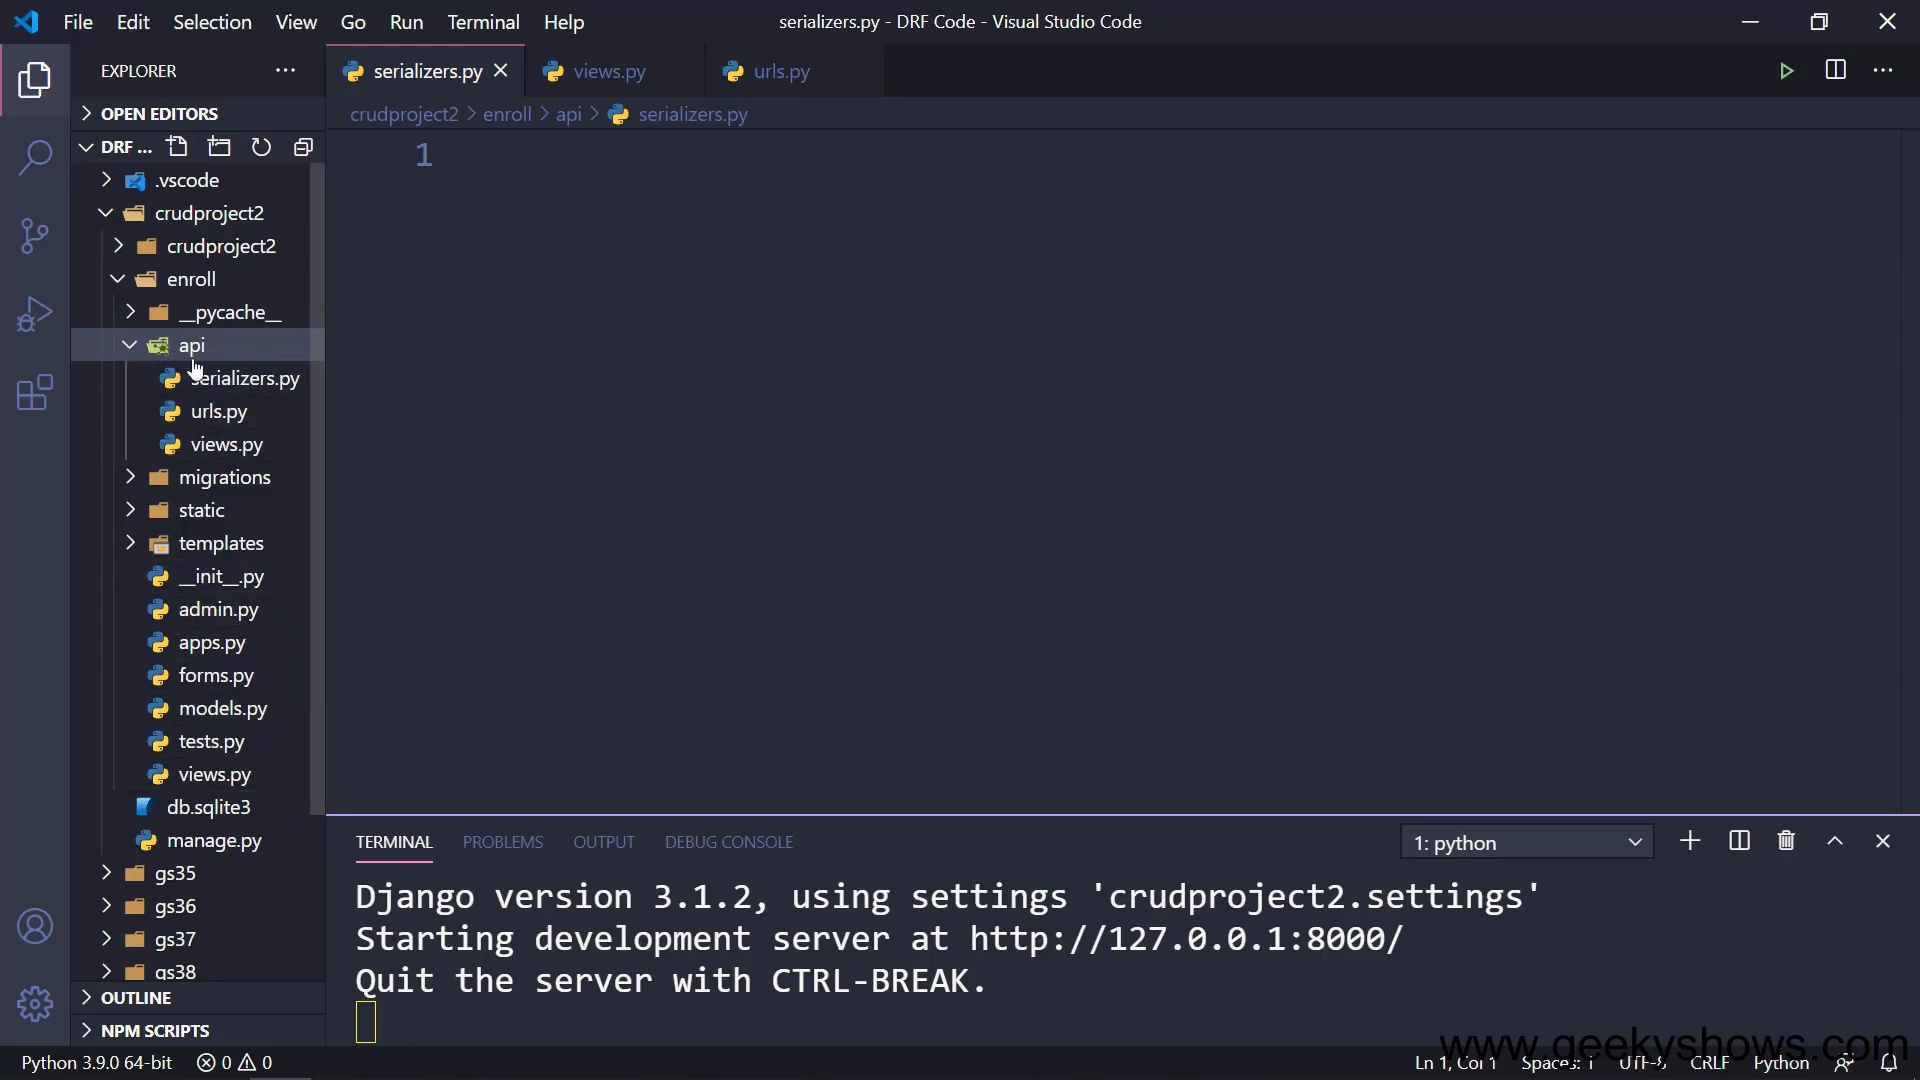 File Edit Selection View Go Run Terminal Help
serializers.py - DRF Code - Visual Studio Code
EXPLORER
OPEN EDITORS
DRF ...
.vscode
crudproject2
crudproject2
enroll
__pycache__
api
serializers.py
urls.py
views.py
migrations
static
templates
__init__.py
admin.py
apps.py
forms.py
models.py
tests.py
views.py
db.sqlite3
manage.py
gs35
gs36
gs37
gs38
OUTLINE
NPM SCRIPTS
serializers.py views.py urls.py
crudproject2 > enroll > api > serializers.py
1
TERMINAL PROBLEMS OUTPUT DEBUG CONSOLE
1: python
Django version 3.1.2, using settings 'crudproject2.settings'
Starting development server at http://127.0.0.1:8000/
Quit the server with CTRL-BREAK.
www.geekyshows.com
Python 3.9.0 64-bit 0 0
Ln 1, Col 1 Spaces: 1 UTF-8 CRLF Python